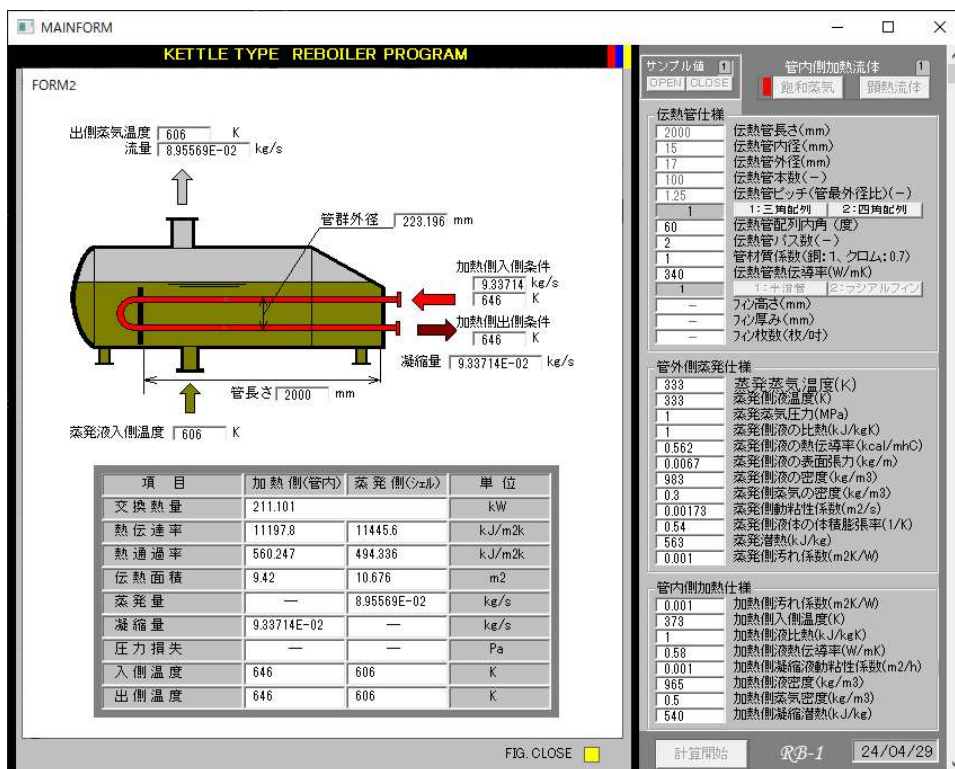 MAINFORM
KETTLE TYPE REBOILER PROGRAM
FORM2
出側蒸気温度 606 K
流量 8.95569E-02 kg/s
管群外径 223.196 mm
加熱側入側条件
9.33714 kg/s
646 K
加熱側出側条件
646 K
凝縮量 9.33714E-02 kg/s
管長さ 2000 mm
蒸発液入側温度 606 K
項 目 加熱側(管内) 蒸発側(シェル) 単位
交換熱量 211.101 kW
熱伝達率 11197.8 11445.6 kJ/m2k
熱通過率 560.247 494.336 kJ/m2k
伝熱面積 9.42 10.676 m2
蒸発量 — 8.95569E-02 kg/s
凝縮量 9.33714E-02 — kg/s
圧力損失 — — Pa
入側温度 646 606 K
出側温度 646 606 K
FIG. CLOSE
サンプル値 1
OPEN CLOSE
管内側加熱流体 1
飽和蒸気 顕熱流体
伝熱管仕様
2000 伝熱管長さ(mm)
15 伝熱管内径(mm)
17 伝熱管外径(mm)
100 伝熱管本数(-)
1.25 伝熱管ピッチ(管最外径比)(-)
1 1:三角配列 2:四角配列
60 伝熱管配列内角(度)
2 伝熱管パス数(-)
1 管材質係数(銅:1、クロム:0.7)
340 伝熱管熱伝導率(W/mK)
1 1:平滑管 2:ラジアルフィン
- フィン高さ(mm)
- フィン厚み(mm)
- フィン枚数(枚/吋)
管外側蒸発仕様
333 蒸発蒸気温度(K)
333 蒸発側液温度(K)
1 蒸発蒸気圧力(MPa)
1 蒸発側液の比熱(kJ/kgK)
0.562 蒸発側液の熱伝導率(kcal/mhC)
0.0067 蒸発側液の表面張力(kg/m)
983 蒸発側液の密度(kg/m3)
0.3 蒸発側蒸気の密度(kg/m3)
0.00173 蒸発側動粘性係数(m2/s)
0.54 蒸発側液体の体積膨張率(1/K)
563 蒸発潜熱(kJ/kg)
0.001 蒸発側汚れ係数(m2K/W)
管内側加熱仕様
0.001 加熱側汚れ係数(m2K/W)
373 加熱側入側温度(K)
1 加熱側液比熱(kJ/kgK)
0.58 加熱側液熱伝導率(W/mK)
0.001 加熱側凝縮液動粘性係数(m2/h)
965 加熱側液密度(kg/m3)
0.5 加熱側蒸気密度(kg/m3)
540 加熱側凝縮潜熱(kJ/kg)
計算開始 RB-1 24/04/29